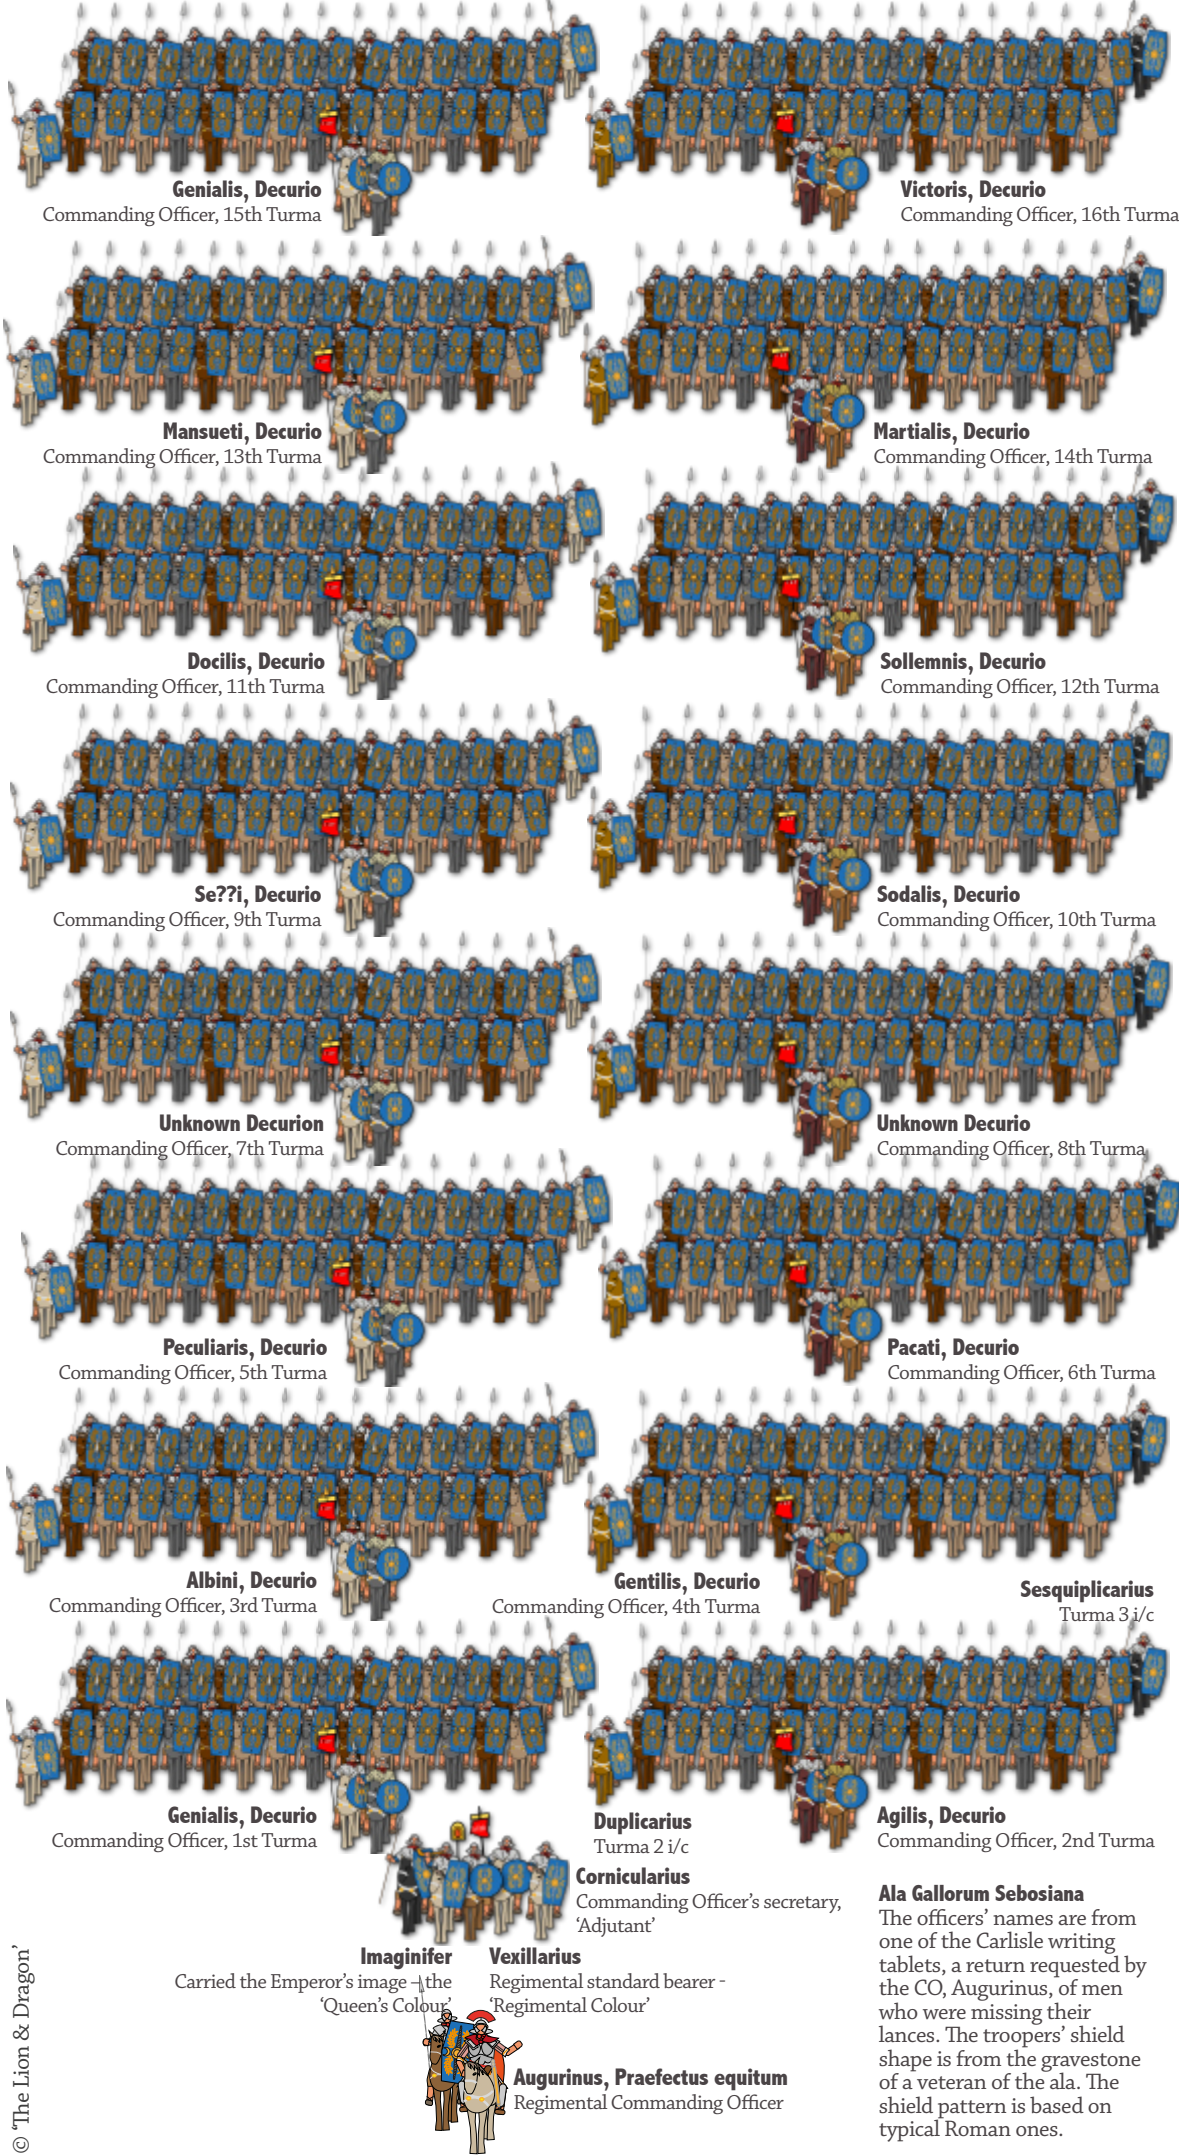 Genialis, Decurio
Commanding Officer, 15th Turma
Victoris, Decurio
Commanding Officer, 16th Turma
Mansueti, Decurio
Commanding Officer, 13th Turma
Martialis, Decurio
Commanding Officer, 14th Turma
Docilis, Decurio
Commanding Officer, 11th Turma
Sollemnis, Decurio
Commanding Officer, 12th Turma
Se??i, Decurio
Commanding Officer, 9th Turma
Sodalis, Decurio
Commanding Officer, 10th Turma
Unknown Decurion
Commanding Officer, 7th Turma
Unknown Decurio
Commanding Officer, 8th Turma
Peculiaris, Decurio
Commanding Officer, 5th Turma
Pacati, Decurio
Commanding Officer, 6th Turma
Albini, Decurio
Commanding Officer, 3rd Turma
Gentilis, Decurio
Commanding Officer, 4th Turma
Sesquiplicarius
Turma 3 i/c
Genialis, Decurio
Commanding Officer, 1st Turma
Duplicarius
Turma 2 i/c
Agilis, Decurio
Commanding Officer, 2nd Turma
Cornicularius
Commanding Officer's secretary,
'Adjutant'
Imaginifer
Carried the Emperor's image – the
'Queen's Colour'
Vexillarius
Regimental standard bearer -
'Regimental Colour'
Augurinus, Praefectus equitum
Regimental Commanding Officer
Ala Gallorum Sebosiana
The officers' names are from
one of the Carlisle writing
tablets, a return requested by
the CO, Augurinus, of men
who were missing their
lances. The troopers' shield
shape is from the gravestone
of a veteran of the ala. The
shield pattern is based on
typical Roman ones.
© 'The Lion & Dragon'